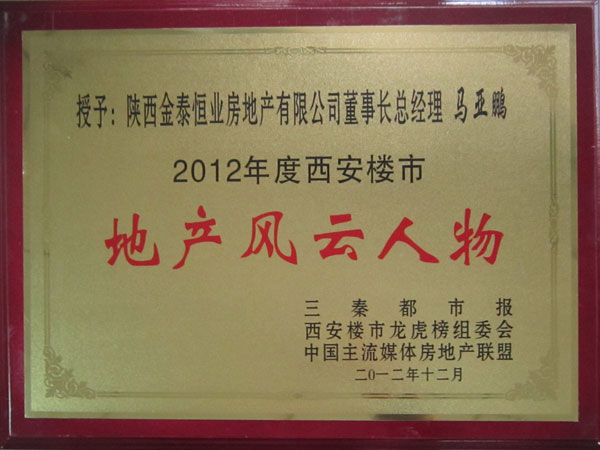 授予：陕西金泰恒业房地产有限公司董事长总经理 马亚鹏
2012年度西安楼市
地产风云人物
三秦都市报
西安楼市龙虎榜组委会
中国主流媒体房地产联盟
二0一二年十二月